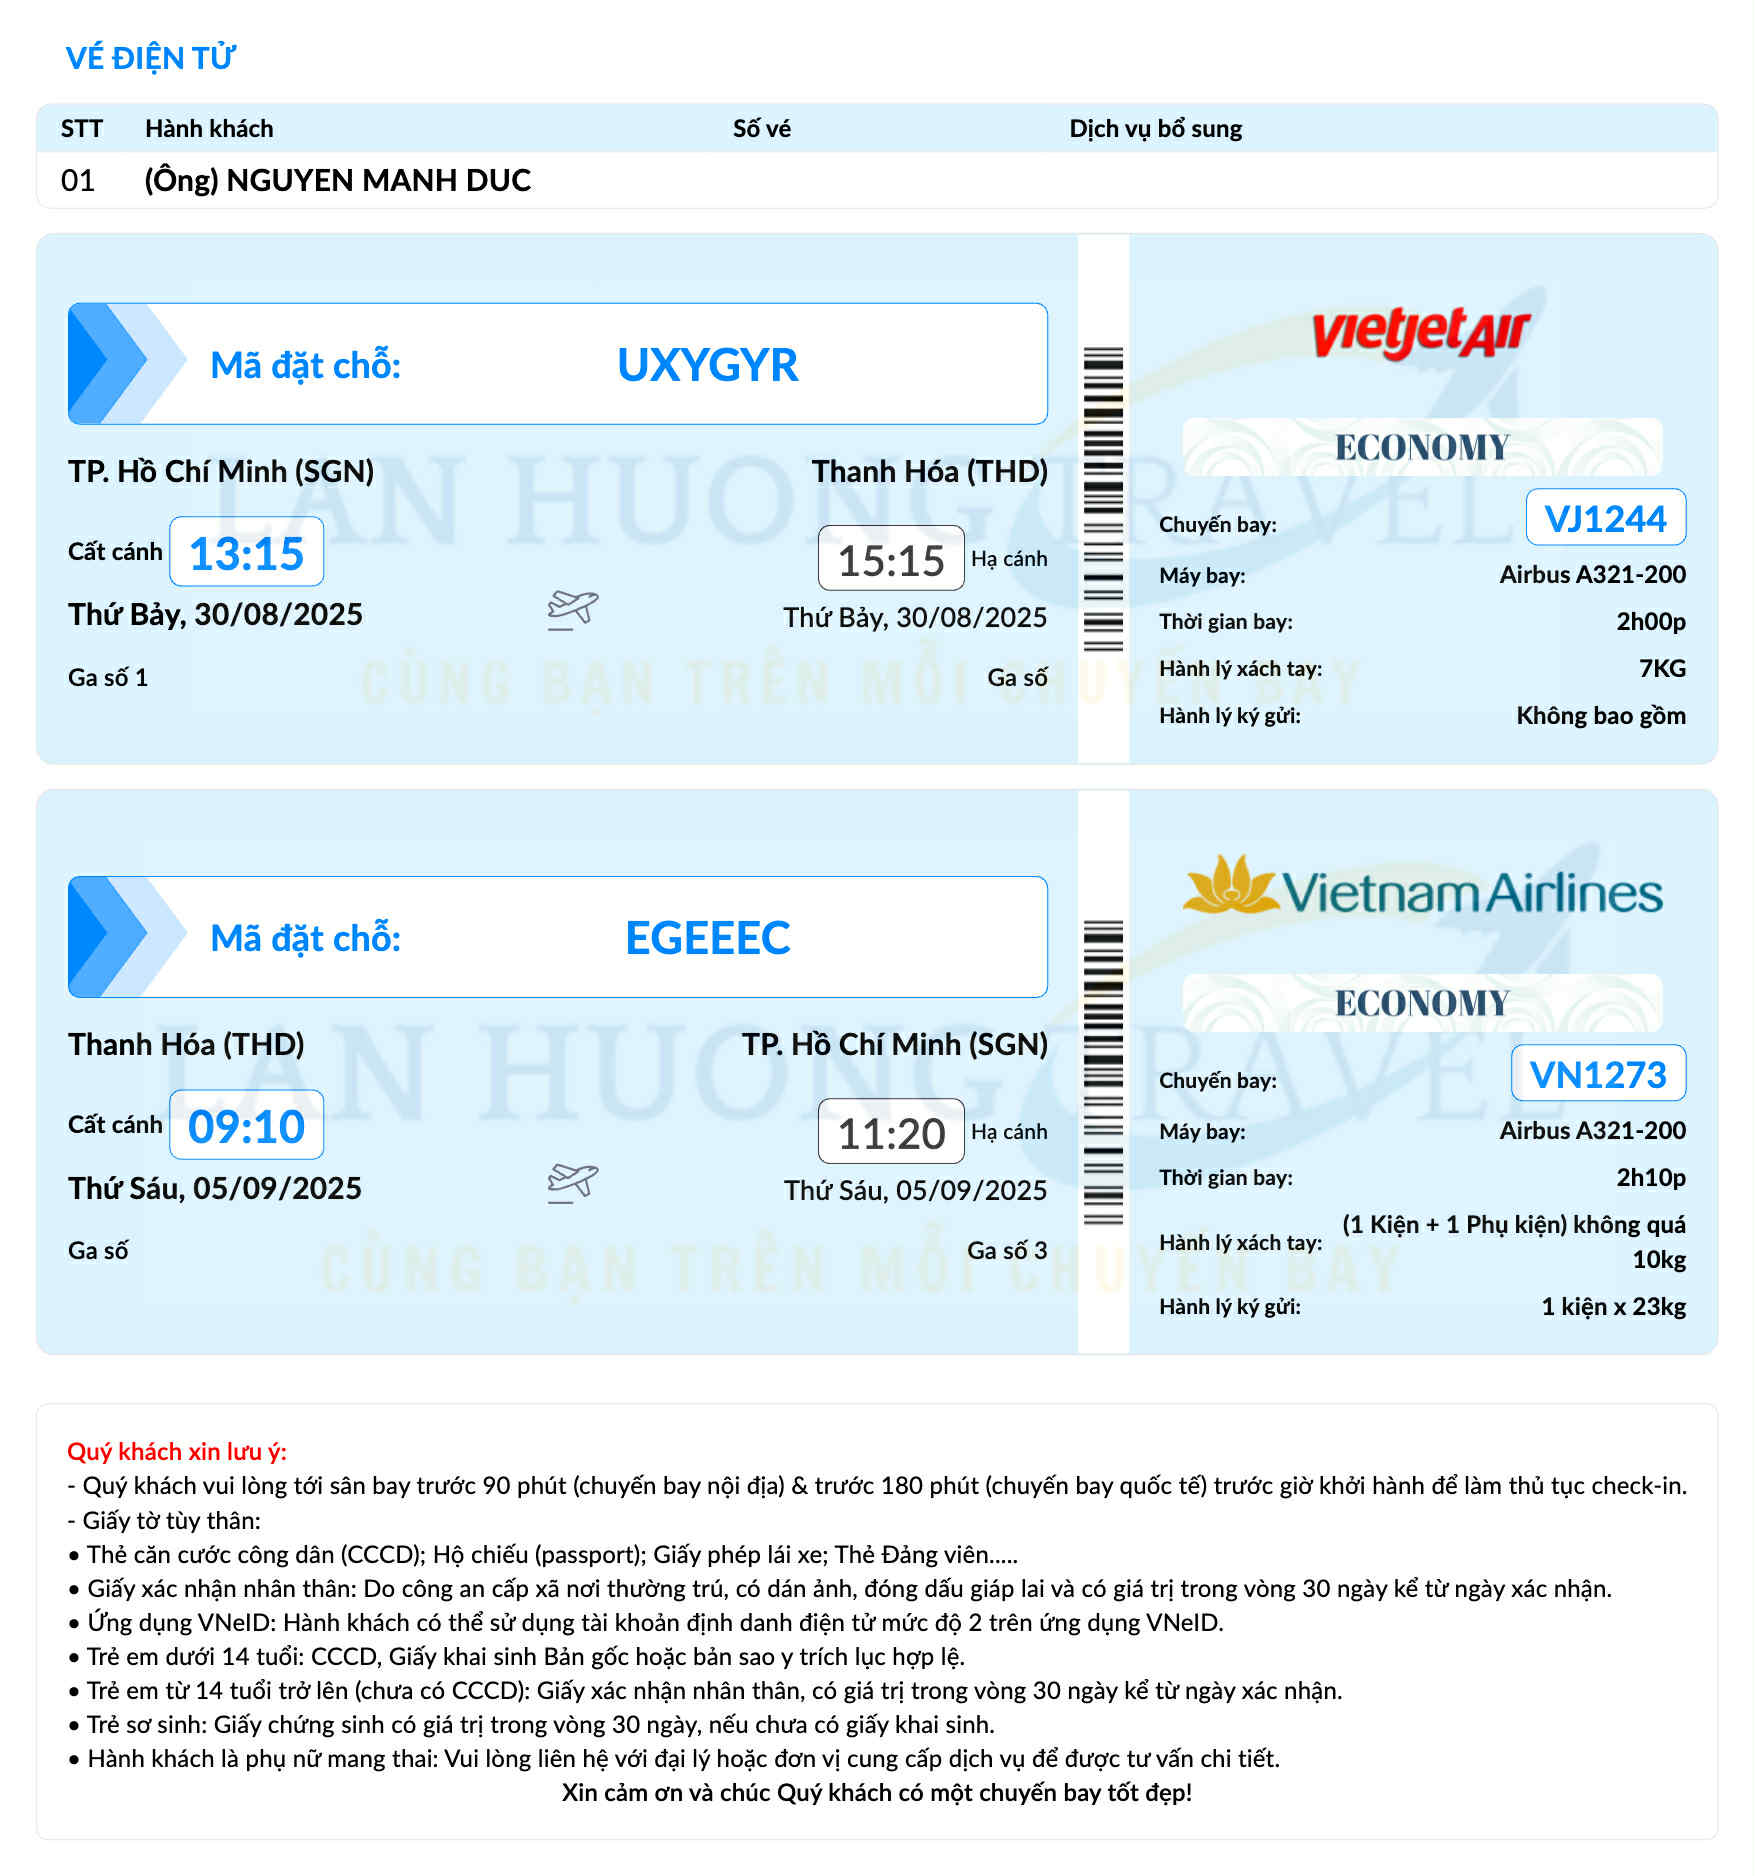 VÉ ĐIỆN TỬ
STT Hành khách Số vé Dịch vụ bổ sung
01 (Ông) NGUYEN MANH DUC
Mã đặt chỗ: UXYGYR
TP. Hồ Chí Minh (SGN) Thanh Hóa (THD)
Cất cánh 13:15 15:15 Hạ cánh
Thứ Bảy, 30/08/2025 Thứ Bảy, 30/08/2025
Ga số 1 Ga số
vietjetAir
ECONOMY
Chuyến bay: VJ1244
Máy bay: Airbus A321-200
Thời gian bay: 2h00p
Hành lý xách tay: 7KG
Hành lý ký gửi: Không bao gồm
LAN HUONG TRAVEL
CÙNG BẠN TRÊN MỖI CHUYẾN BAY
Mã đặt chỗ: EGEEEC
Thanh Hóa (THD) TP. Hồ Chí Minh (SGN)
Cất cánh 09:10 11:20 Hạ cánh
Thứ Sáu, 05/09/2025 Thứ Sáu, 05/09/2025
Ga số Ga số 3
Vietnam Airlines
ECONOMY
Chuyến bay: VN1273
Máy bay: Airbus A321-200
Thời gian bay: 2h10p
Hành lý xách tay: (1 Kiện + 1 Phụ kiện) không quá
10kg
Hành lý ký gửi: 1 kiện x 23kg
LAN HUONG TRAVEL
CÙNG BẠN TRÊN MỖI CHUYẾN BAY
Quý khách xin lưu ý:
- Quý khách vui lòng tới sân bay trước 90 phút (chuyến bay nội địa) & trước 180 phút (chuyến bay quốc tế) trước giờ khởi hành để làm thủ tục check-in.
- Giấy tờ tùy thân:
• Thẻ căn cước công dân (CCCD); Hộ chiếu (passport); Giấy phép lái xe; Thẻ Đảng viên.....
• Giấy xác nhận nhân thân: Do công an cấp xã nơi thường trú, có dán ảnh, đóng dấu giáp lai và có giá trị trong vòng 30 ngày kể từ ngày xác nhận.
• Ứng dụng VNeID: Hành khách có thể sử dụng tài khoản định danh điện tử mức độ 2 trên ứng dụng VNeID.
• Trẻ em dưới 14 tuổi: CCCD, Giấy khai sinh Bản gốc hoặc bản sao y trích lục hợp lệ.
• Trẻ em từ 14 tuổi trở lên (chưa có CCCD): Giấy xác nhận nhân thân, có giá trị trong vòng 30 ngày kể từ ngày xác nhận.
• Trẻ sơ sinh: Giấy chứng sinh có giá trị trong vòng 30 ngày, nếu chưa có giấy khai sinh.
• Hành khách là phụ nữ mang thai: Vui lòng liên hệ với đại lý hoặc đơn vị cung cấp dịch vụ để được tư vấn chi tiết.
Xin cảm ơn và chúc Quý khách có một chuyến bay tốt đẹp!